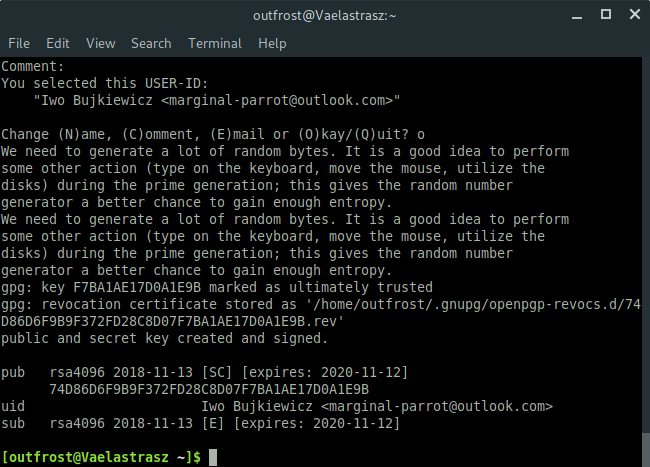 outfrost@Vaelastrasz:~
File Edit View Search Terminal Help
Comment:
You selected this USER-ID:
    "Iwo Bujkiewicz <marginal-parrot@outlook.com>"

Change (N)ame, (C)omment, (E)mail or (O)kay/(Q)uit? o
We need to generate a lot of random bytes. It is a good idea to perform
some other action (type on the keyboard, move the mouse, utilize the
disks) during the prime generation; this gives the random number
generator a better chance to gain enough entropy.
We need to generate a lot of random bytes. It is a good idea to perform
some other action (type on the keyboard, move the mouse, utilize the
disks) during the prime generation; this gives the random number
generator a better chance to gain enough entropy.
gpg: key F7BA1AE17D0A1E9B marked as ultimately trusted
gpg: revocation certificate stored as '/home/outfrost/.gnupg/openpgp-revocs.d/74
D86D6F9B9F372FD28C8D07F7BA1AE17D0A1E9B.rev'
public and secret key created and signed.

pub   rsa4096 2018-11-13 [SC] [expires: 2020-11-12]
      74D86D6F9B9F372FD28C8D07F7BA1AE17D0A1E9B
uid                      Iwo Bujkiewicz <marginal-parrot@outlook.com>
sub   rsa4096 2018-11-13 [E] [expires: 2020-11-12]

[outfrost@Vaelastrasz ~]$